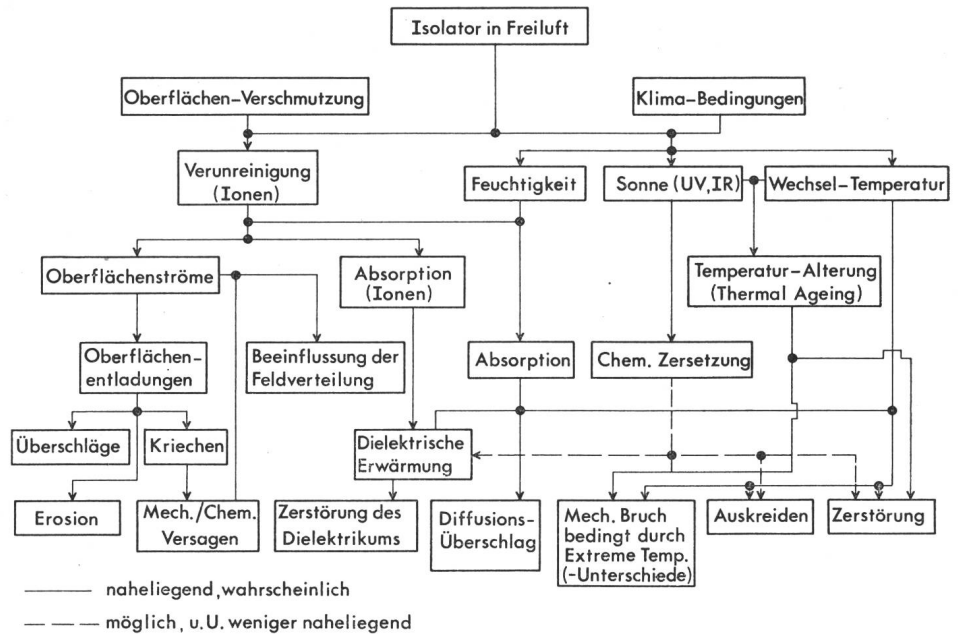 Isolator in Freiluft
Oberflächen-Verschmutzung
Klima-Bedingungen
Verunreinigung
(Ionen)
Feuchtigkeit
Sonne (UV,IR)
Wechsel-Temperatur
Oberflächenströme
Absorption
(Ionen)
Temperatur-Alterung
(Thermal Ageing)
Oberflächen-
entladungen
Beeinflussung der
Feldverteilung
Absorption
Chem. Zersetzung
Überschläge
Kriechen
Dielektrische
Erwärmung
Erosion
Mech./Chem.
Versagen
Zerstörung des
Dielektrikums
Diffusions-
Überschlag
Mech. Bruch
bedingt durch
Extreme Temp.
(-Unterschiede)
Auskreiden
Zerstörung
naheliegend, wahrscheinlich
möglich, u.U. weniger naheliegend